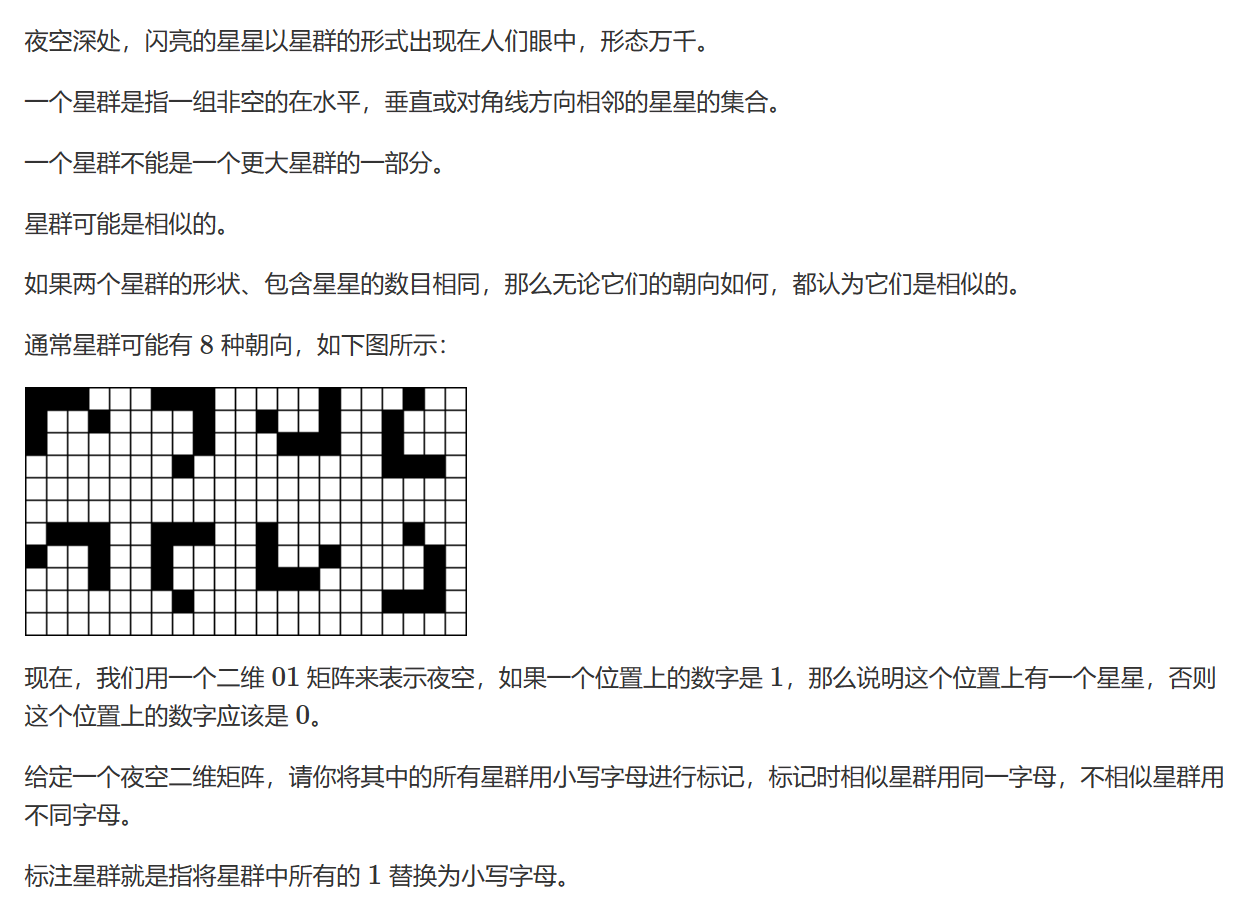 夜空深处，闪亮的星星以星群的形式出现在人们眼中，形态万千。
一个星群是指一组非空的在水平，垂直或对角线方向相邻的星星的集合。
一个星群不能是一个更大星群的一部分。
星群可能是相似的。
如果两个星群的形状、包含星星的数目相同，那么无论它们的朝向如何，都认为它们是相似的。
通常星群可能有 8 种朝向，如下图所示：
现在，我们用一个二维 01 矩阵来表示夜空，如果一个位置上的数字是 1，那么说明这个位置上有一个星星，否则
这个位置上的数字应该是 0。
给定一个夜空二维矩阵，请你将其中的所有星群用小写字母进行标记，标记时相似星群用同一字母，不相似星群用
不同字母。
标注星群就是指将星群中所有的 1 替换为小写字母。